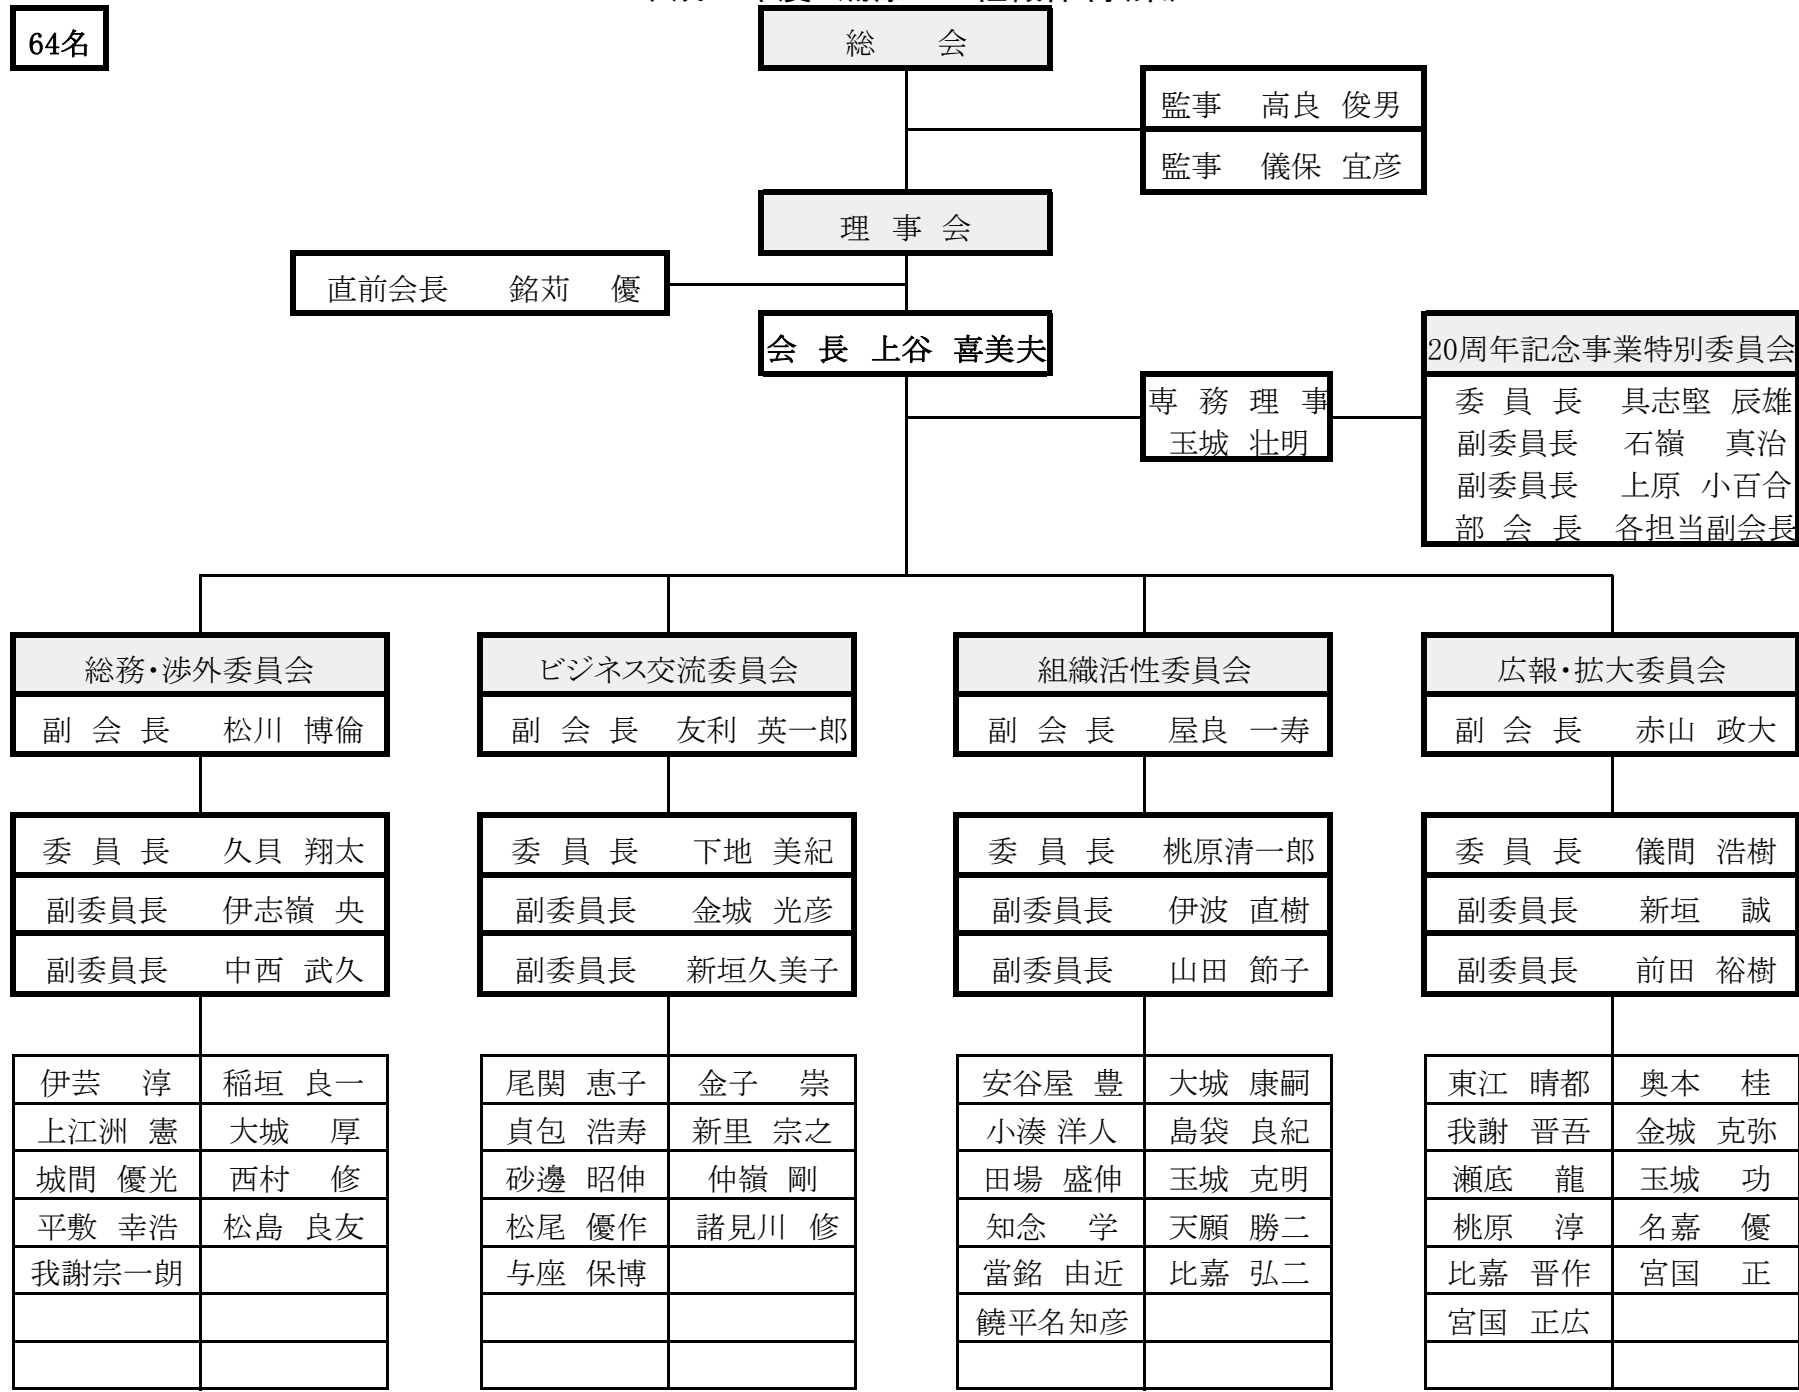 64名
総 会
監事 高良 俊男
監事 儀保 宜彦
理 事 会
直前会長 銘苅 優
会 長 上谷 喜美夫
専 務 理 事
玉城 壮明
20周年記念事業特別委員会
委 員 長 具志堅 辰雄
副委員長 石嶺 真治
副委員長 上原 小百合
部 会 長 各担当副会長
総務・渉外委員会
副 会 長 松川 博倫
委 員 長 久貝 翔太
副委員長 伊志嶺 央
副委員長 中西 武久
伊芸 淳 稲垣 良一
上江洲 憲 大城 厚
城間 優光 西村 修
平敷 幸浩 松島 良友
我謝宗一朗
ビジネス交流委員会
副 会 長 友利 英一郎
委 員 長 下地 美紀
副委員長 金城 光彦
副委員長 新垣久美子
尾関 恵子 金子 崇
貞包 浩寿 新里 宗之
砂邊 昭伸 仲嶺 剛
松尾 優作 諸見川 修
与座 保博
組織活性委員会
副 会 長 屋良 一寿
委 員 長 桃原清一郎
副委員長 伊波 直樹
副委員長 山田 節子
安谷屋 豊 大城 康嗣
小湊 洋人 島袋 良紀
田場 盛伸 玉城 克明
知念 学 天願 勝二
當銘 由近 比嘉 弘二
饒平名知彦
広報・拡大委員会
副 会 長 赤山 政大
委 員 長 儀間 浩樹
副委員長 新垣 誠
副委員長 前田 裕樹
東江 晴都 奥本 桂
我謝 晋吾 金城 克弥
瀬底 龍 玉城 功
桃原 淳 名嘉 優
比嘉 晋作 宮国 正
宮国 正広